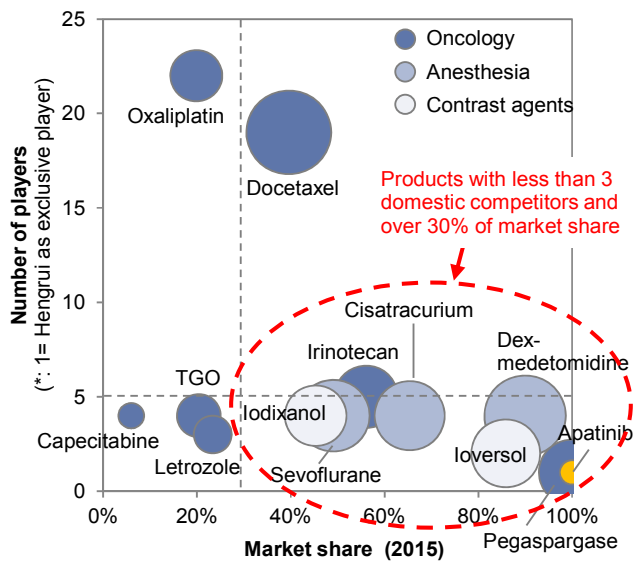 25
20
15
10
5
0
Number of players
(*: 1= Hengrui as exclusive player)
Oncology
Anesthesia
Contrast agents
Oxaliplatin
Docetaxel
Products with less than 3
domestic competitors and
over 30% of market share
Cisatracurium
Irinotecan
Dex-
medetomidine
TGO
Iodixanol
Capecitabine
Letrozole
Sevoflurane
Ioversol
Apatinib
Pegaspargase
0%
20%
40%
60%
80%
100%
Market share (2015)